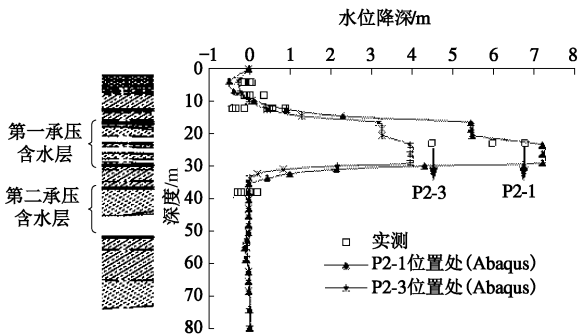 水位降深/m
−1 0 1 2 3 4 5 6 7 8
0
10
20
30
40
50
60
70
80
深度/m
第一承压
含水层
第二承压
含水层
P2-3
P2-1
实测
P2-1位置处(Abaqus)
P2-3位置处(Abaqus)